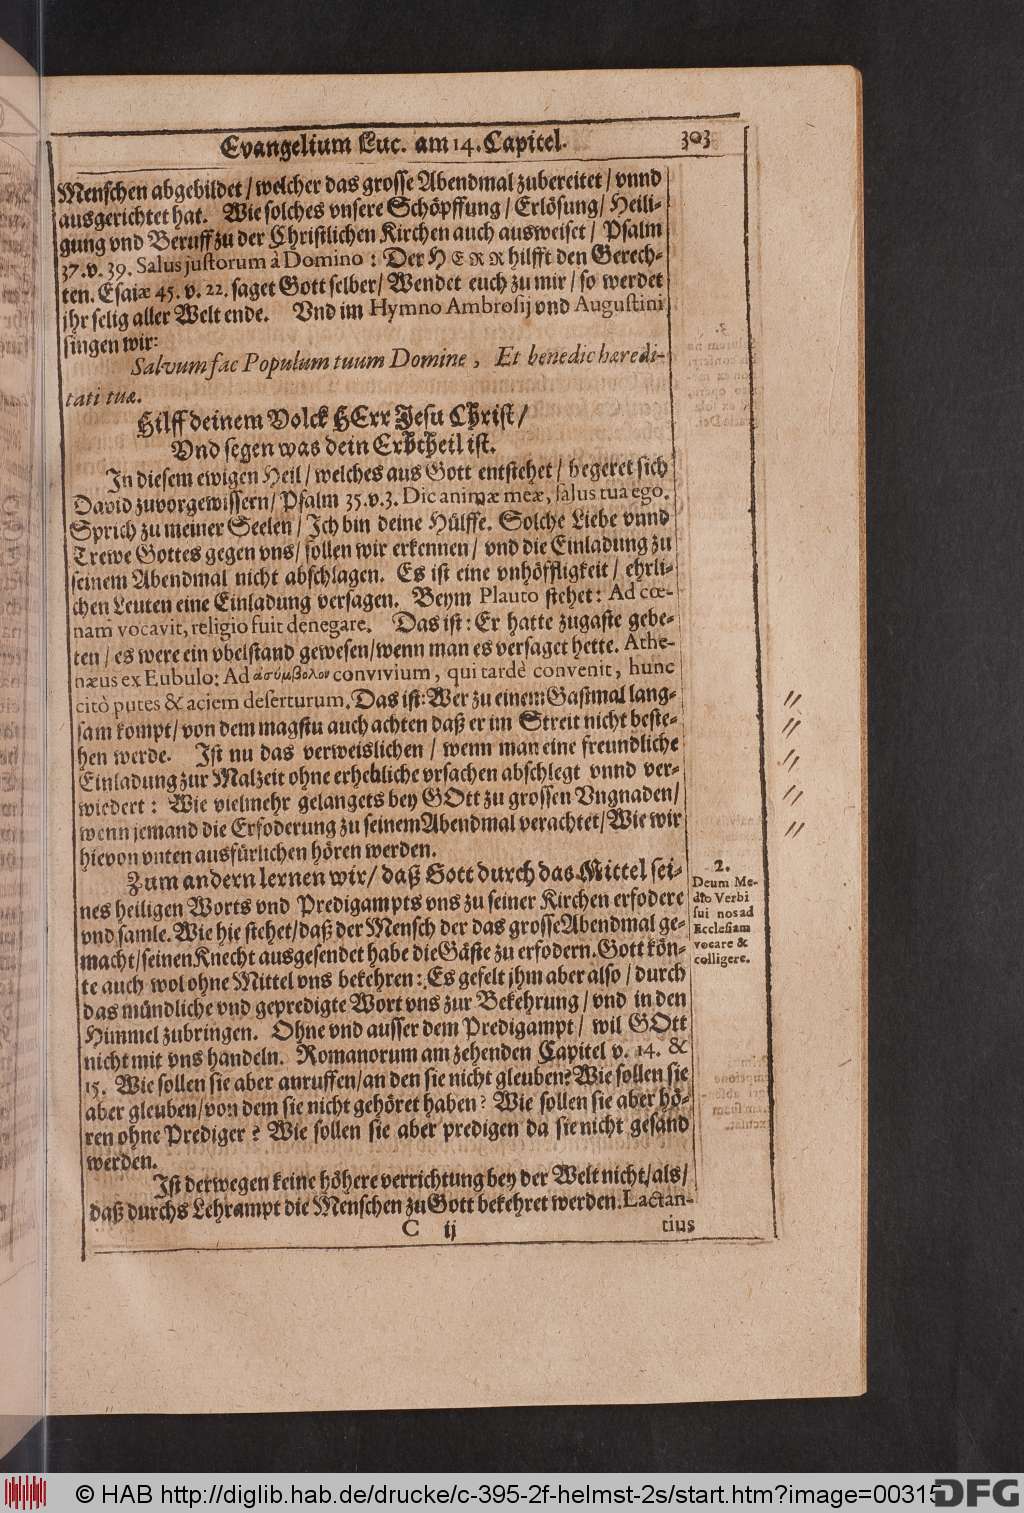 Evangelium Luc. am 14. Capitel. 303
Menschen abgebildet / welcher das grosse Abendmal zubereitet / vnnd
ausgerichtet hat. Wie solches vnsere Schöpffung / Erlösung / Heili-
gung vnd Beruff zu der Christlichen Kirchen auch ausweiset / Psalm
37. v. 39. Salus justorum à Domino : Der HERR hilfft den Gerech-
ten. Esaiæ 45. v. 22. saget Gott selber / Wendet euch zu mir / so werdet
jhr selig aller Welt ende. Vnd im Hymno Ambrosij vnd Augustini
singen wir:
Salvum fac Populum tuum Domine , Et benedic hæredi-
tati tuæ.
Hilff deinem Volck HErr Jesu Christ /
Vnd segen was dein Erbtheil ist.
In diesem ewigen Heil / welches aus Gott entstehet / begeret sich
David zuvorgewissern / Psalm 35. v. 3. Dic animæ meæ, salus tua ego.
Sprich zu meiner Seelen / Ich bin deine Hülffe. Solche Liebe vnnd
Trewe Gottes gegen vns / sollen wir erkennen / vnd die Einladung zu
seinem Abendmal nicht abschlagen. Es ist eine vnhöffligkeit / ehrli-
chen Leuten eine Einladung versagen. Beym Plauto stehet : Ad cœ-
nam vocavit, religio fuit denegare. Das ist : Er hatte zugaste gebe-
ten / es were ein vbelstand gewesen / wenn man es versaget hette. Athe-
næus ex Eubulo : Ad ἀσύμβολον convivium , qui tardè convenit , hunc
citò putes & aciem deserturum. Das ist : Wer zu einem Gastmal lang-
sam kompt / von dem magstu auch achten daß er im Streit nicht beste-
hen werde. Ist nu das verweislichen / wenn man eine freundliche
Einladung zur Malzeit ohne erhebliche vrsachen abschlegt vnnd ver-
wiedert : Wie vielmehr gelangets bey GOtt zu grossen Vngnaden /
wenn jemand die Erfoderung zu seinem Abendmal verachtet / Wie wir
hievon vnten ausfürlichen hören werden.
Zum andern lernen wir / daß Gott durch das Mittel sei-
nes heiligen Worts vnd Predigampts vns zu seiner Kirchen erfodere
vnd samle. Wie hie stehet / daß der Mensch der das grosse Abendmal ge-
macht / seinen Knecht ausgesendet habe die Gäste zu erfodern. Gott kön-
te auch wol ohne Mittel vns bekehren : Es gefelt jhm aber also / durch
das mündliche vnd gepredigte Wort vns zur Bekehrung / vnd in den
Himmel zubringen. Ohne vnd ausser dem Predigampt / wil GOtt
nicht mit vns handeln. Romanorum am zehenden Capitel v. 14. &
15. Wie sollen sie aber anruffen / an den sie nicht gleuben? Wie sollen sie
aber gleuben / von dem sie nicht gehöret haben? Wie sollen sie aber hö-
ren ohne Prediger ? Wie sollen sie aber predigen da sie nicht gesand
werden.
Ist derwegen keine höhere verrichtung bey der Welt nicht / als /
daß durchs Lehrampt die Menschen zu Gott bekehret werden. Lactan-
C ij tius
2.
Deum Me-
dio Verbi
sui nos ad
Ecclesiam
vocare &
colligere.
© HAB http://diglib.hab.de/drucke/c-395-2f-helmst-2s/start.htm?image=00315
DFG